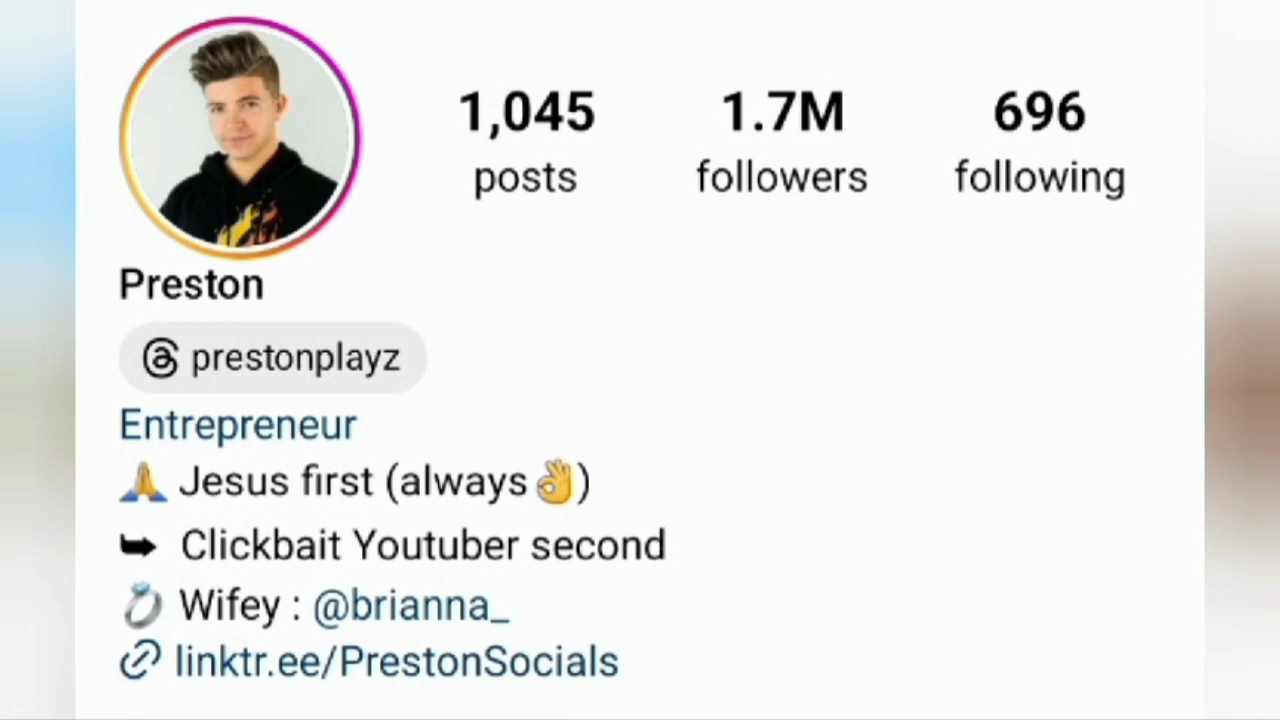 1,045 1.7M 696
posts followers following
Preston
prestonplayz
Entrepreneur
🙏 Jesus first (always👌)
➥ Clickbait Youtuber second
💍 Wifey : @brianna_
linktr.ee/PrestonSocials